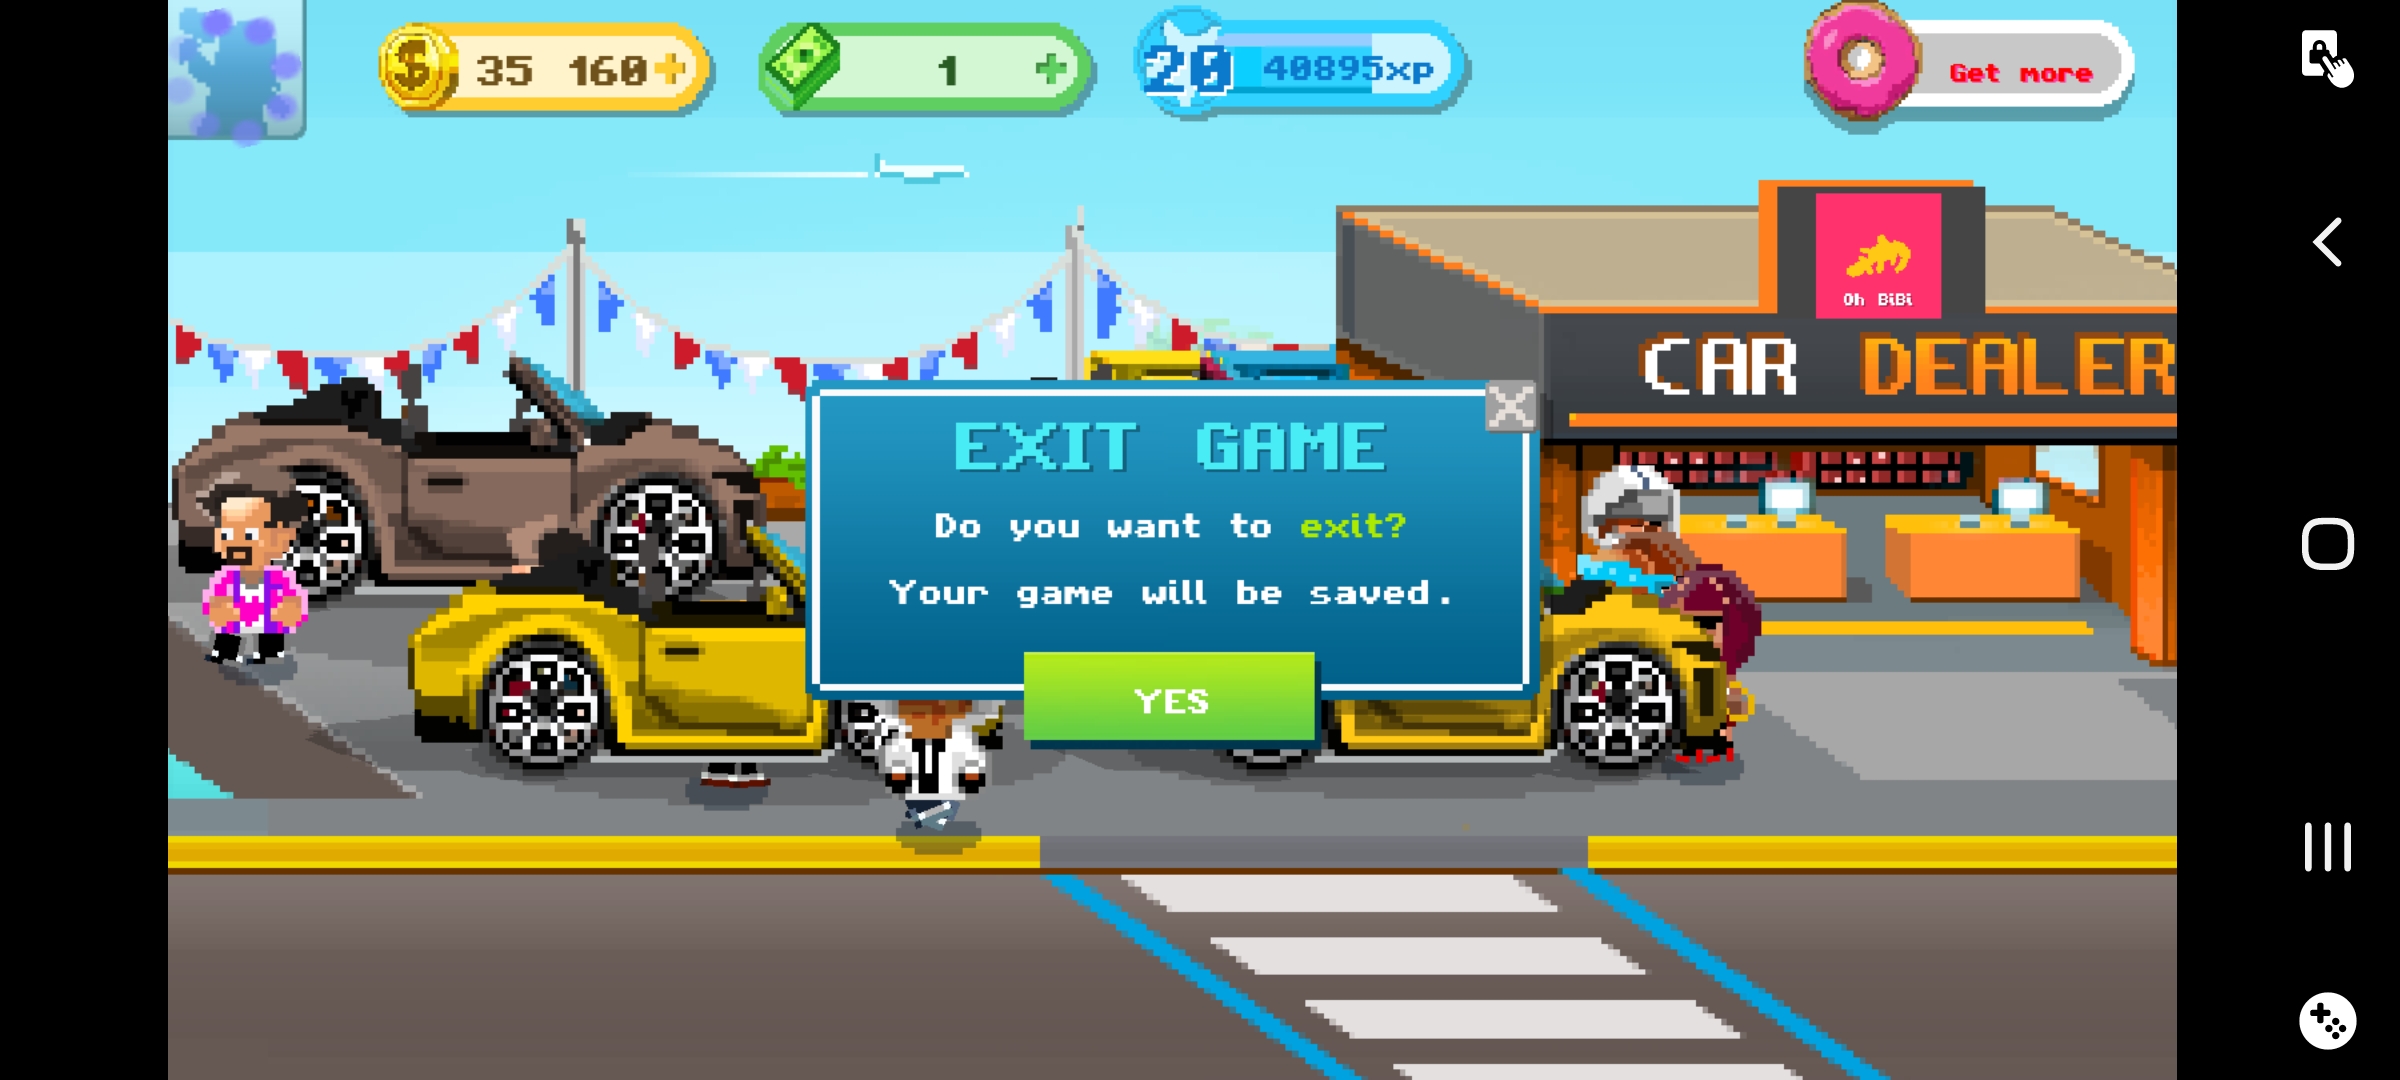 35 160
1
20 40895xp
Get more
Oh BiBi
CAR DEALER
EXIT GAME
Do you want to exit?
Your game will be saved.
YES